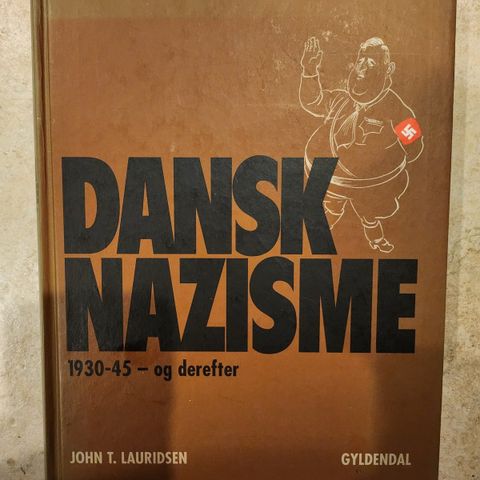 DANSK
NAZISME
1930-45 – og derefter
JOHN T. LAURIDSEN GYLDENDAL